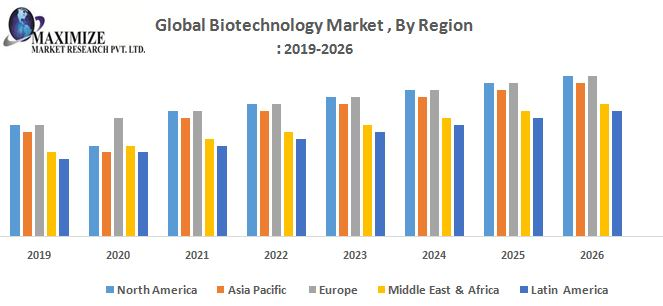 MAXIMIZE
MARKET RESEARCH PVT. LTD.
Global Biotechnology Market , By Region
: 2019-2026
2019 2020 2021 2022 2023 2024 2025 2026
North America Asia Pacific Europe Middle East & Africa Latin America